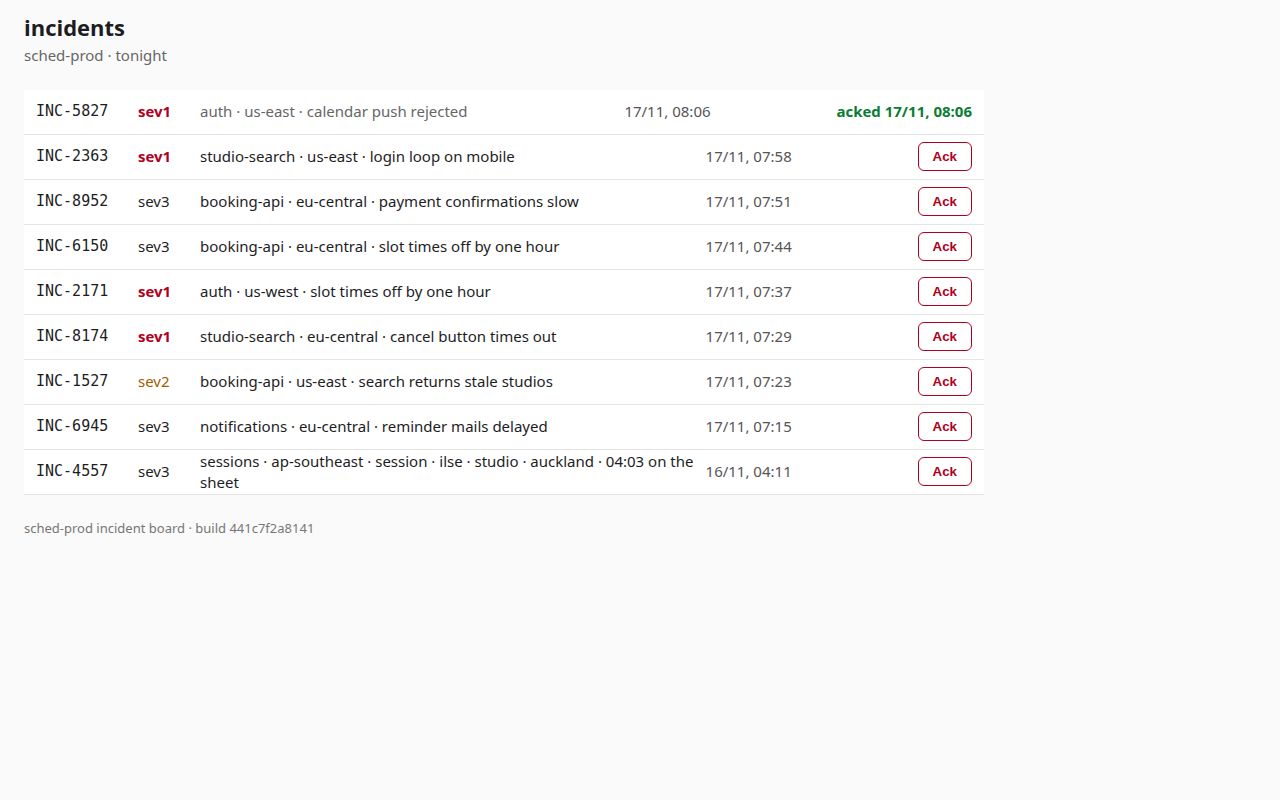 incidents
sched-prod · tonight
INC-5827 sev1 auth · us-east · calendar push rejected 17/11, 08:06 acked 17/11, 08:06
INC-2363 sev1 studio-search · us-east · login loop on mobile 17/11, 07:58 Ack
INC-8952 sev3 booking-api · eu-central · payment confirmations slow 17/11, 07:51 Ack
INC-6150 sev3 booking-api · eu-central · slot times off by one hour 17/11, 07:44 Ack
INC-2171 sev1 auth · us-west · slot times off by one hour 17/11, 07:37 Ack
INC-8174 sev1 studio-search · eu-central · cancel button times out 17/11, 07:29 Ack
INC-1527 sev2 booking-api · us-east · search returns stale studios 17/11, 07:23 Ack
INC-6945 sev3 notifications · eu-central · reminder mails delayed 17/11, 07:15 Ack
INC-4557 sev3 sessions · ap-southeast · session · ilse · studio · auckland · 04:03 on the 16/11, 04:11 Ack
sheet
sched-prod incident board · build 441c7f2a8141